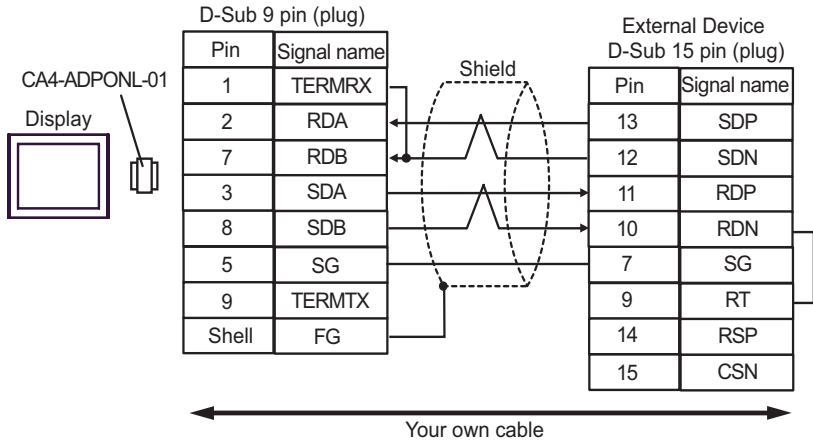 D-Sub 9 pin (plug)
External Device
D-Sub 15 pin (plug)
CA4-ADPONL-01
Display
Shield
Pin Signal name
1 TERMRX
2 RDA
7 RDB
3 SDA
8 SDB
5 SG
9 TERMTX
Shell FG
Pin Signal name
13 SDP
12 SDN
11 RDP
10 RDN
7 SG
9 RT
14 RSP
15 CSN
Your own cable